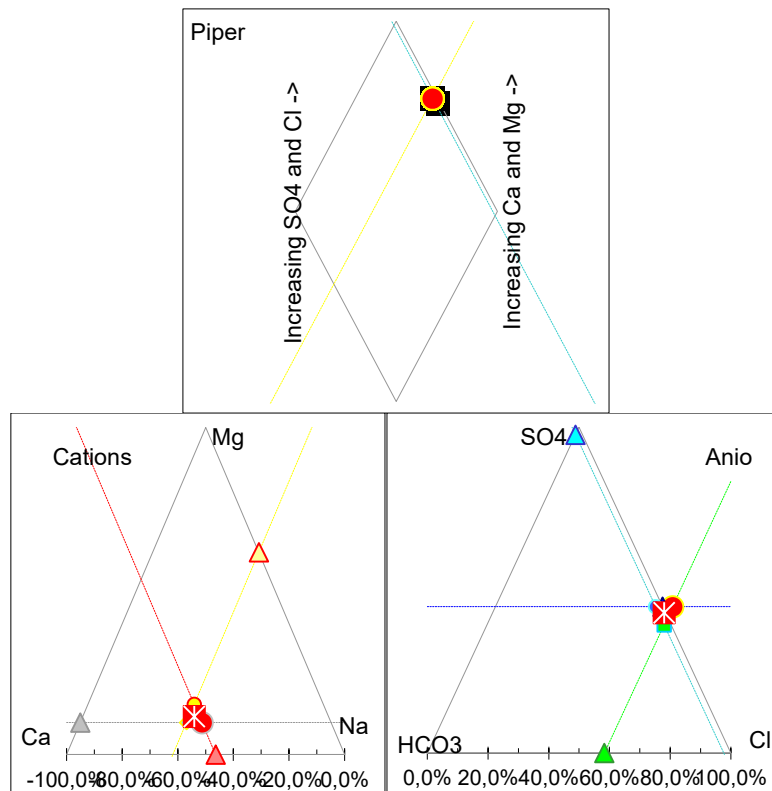 Piper
Increasing SO4 and Cl ->
Increasing Ca and Mg ->
Mg
Cations
Ca
Na
-100,0% -80,0% -60,0% -40,0% -20,0% 0,0%
SO4
Anio
HCO3
Cl
0,0% 20,0% 40,0% 60,0% 80,0% 100,0%